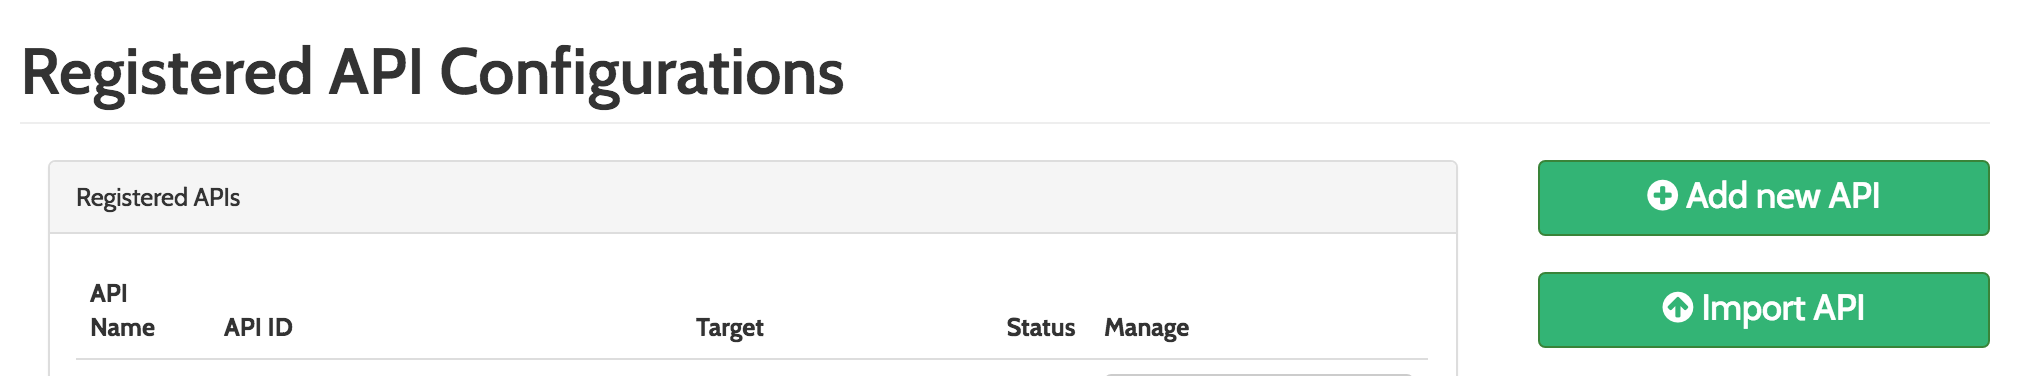 Registered API Configurations
Registered APIs
Add new API
Import API
API
Name API ID Target Status Manage